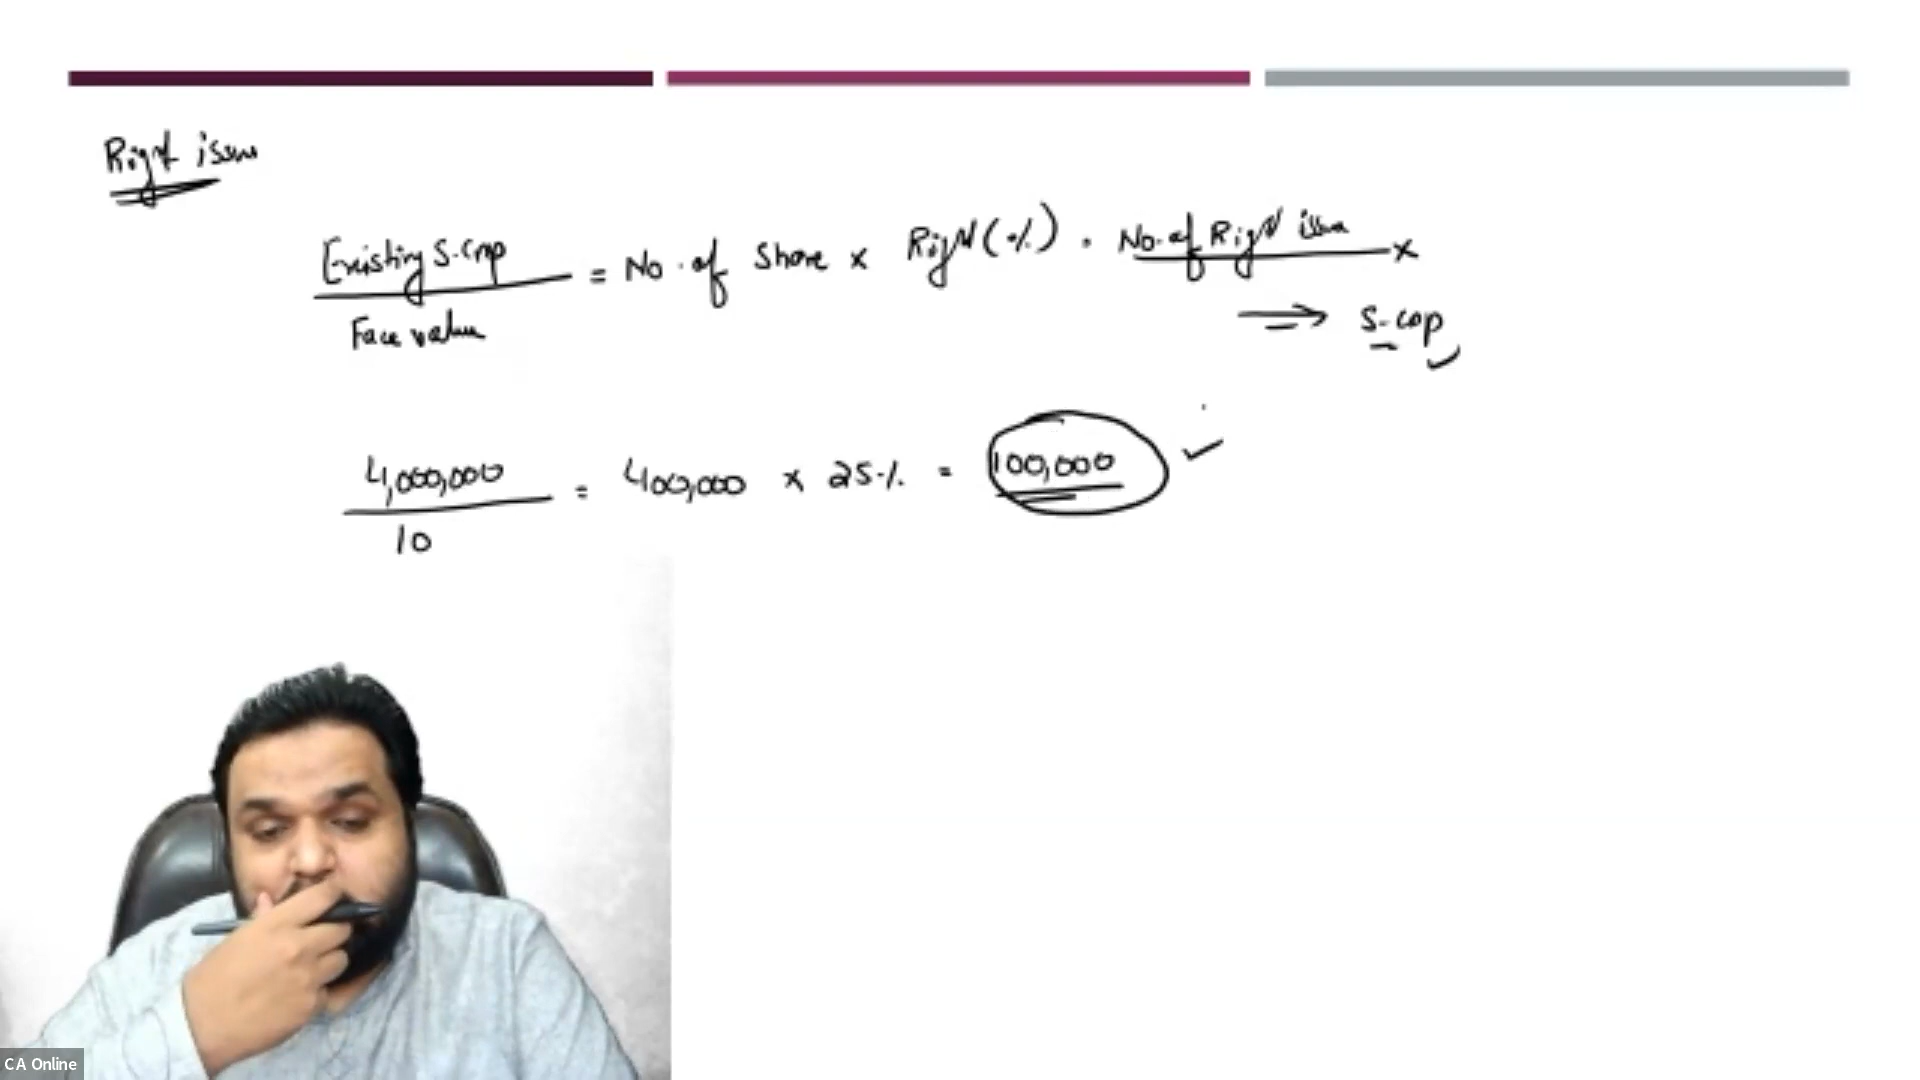 Right issue
Existing S.Cap
Face value
= No. of Share x Right (%) = No. of Right issue x
⇒ S-cap
4,000,000
10
= 400,000 x 25% = 100,000 ✓
CA Online